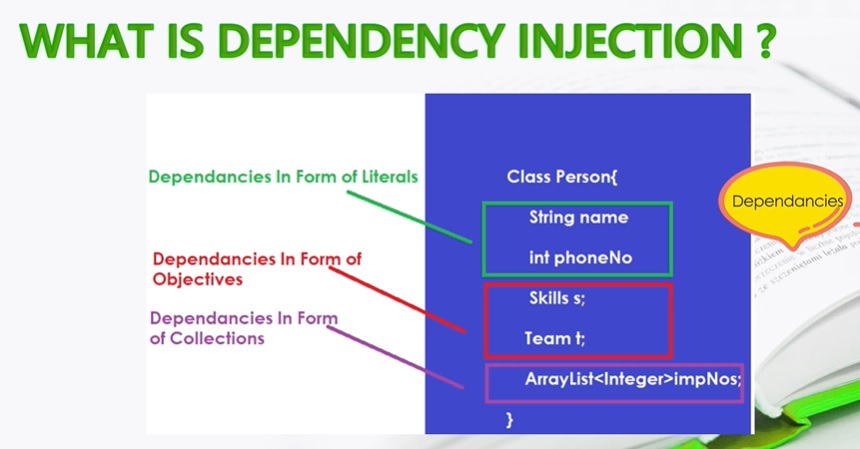 WHAT IS DEPENDENCY INJECTION ?
Dependancies In Form of Literals
Dependancies In Form of
Objectives
Dependancies In Form
of Collections
Class Person{
String name
int phoneNo
Skills s;
Team t;
ArrayList<Integer>impNos;
}
Dependancies